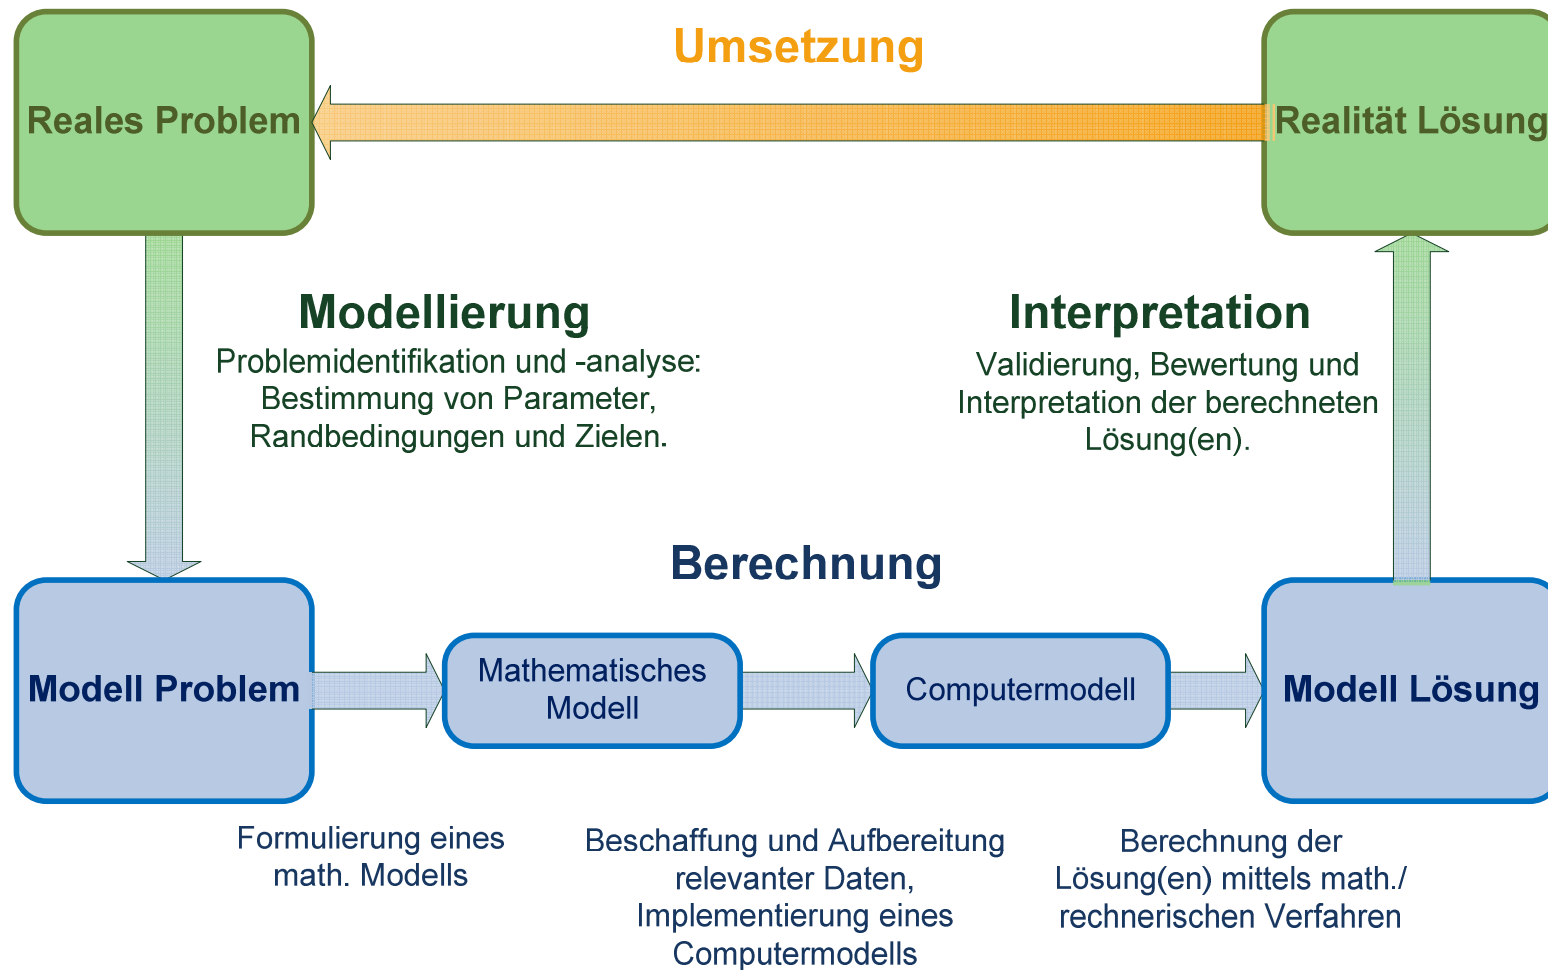 Umsetzung
Reales Problem
Realität Lösung
Modellierung
Problemidentifikation und -analyse:
Bestimmung von Parameter,
Randbedingungen und Zielen.
Interpretation
Validierung, Bewertung und
Interpretation der berechneten
Lösung(en).
Berechnung
Modell Problem
Mathematisches
Modell
Computermodell
Modell Lösung
Formulierung eines
math. Modells
Beschaffung und Aufbereitung
relevanter Daten,
Implementierung eines
Computermodells
Berechnung der
Lösung(en) mittels math./
rechnerischen Verfahren